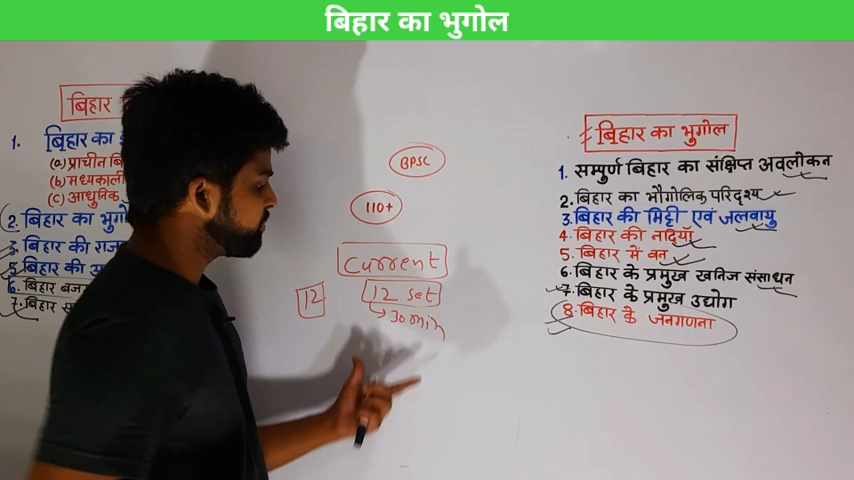 बिहार का भुगोल
बिहार
1. बिहार का
(a) प्राचीन
(b) मध्यकाली
(c) आधुनिक
2. बिहार का भुगो
बिहार की राज
बिहार की
6. बिहार बज
7. बिहार
BPSC
110+
Current
12
12 Set
30 min
बिहार का भुगोल
1. सम्पुर्ण बिहार का संक्षिप्त अवलोकन
2. बिहार का भौगोलिक परिदृश्य
3. बिहार की मिट्टी एवं जलवायु
4. बिहार की नदियाँ
5. बिहार में वन
6. बिहार के प्रमुख खनिज संसाधन
7. बिहार के प्रमुख उद्योग
8. बिहार के जनगणना